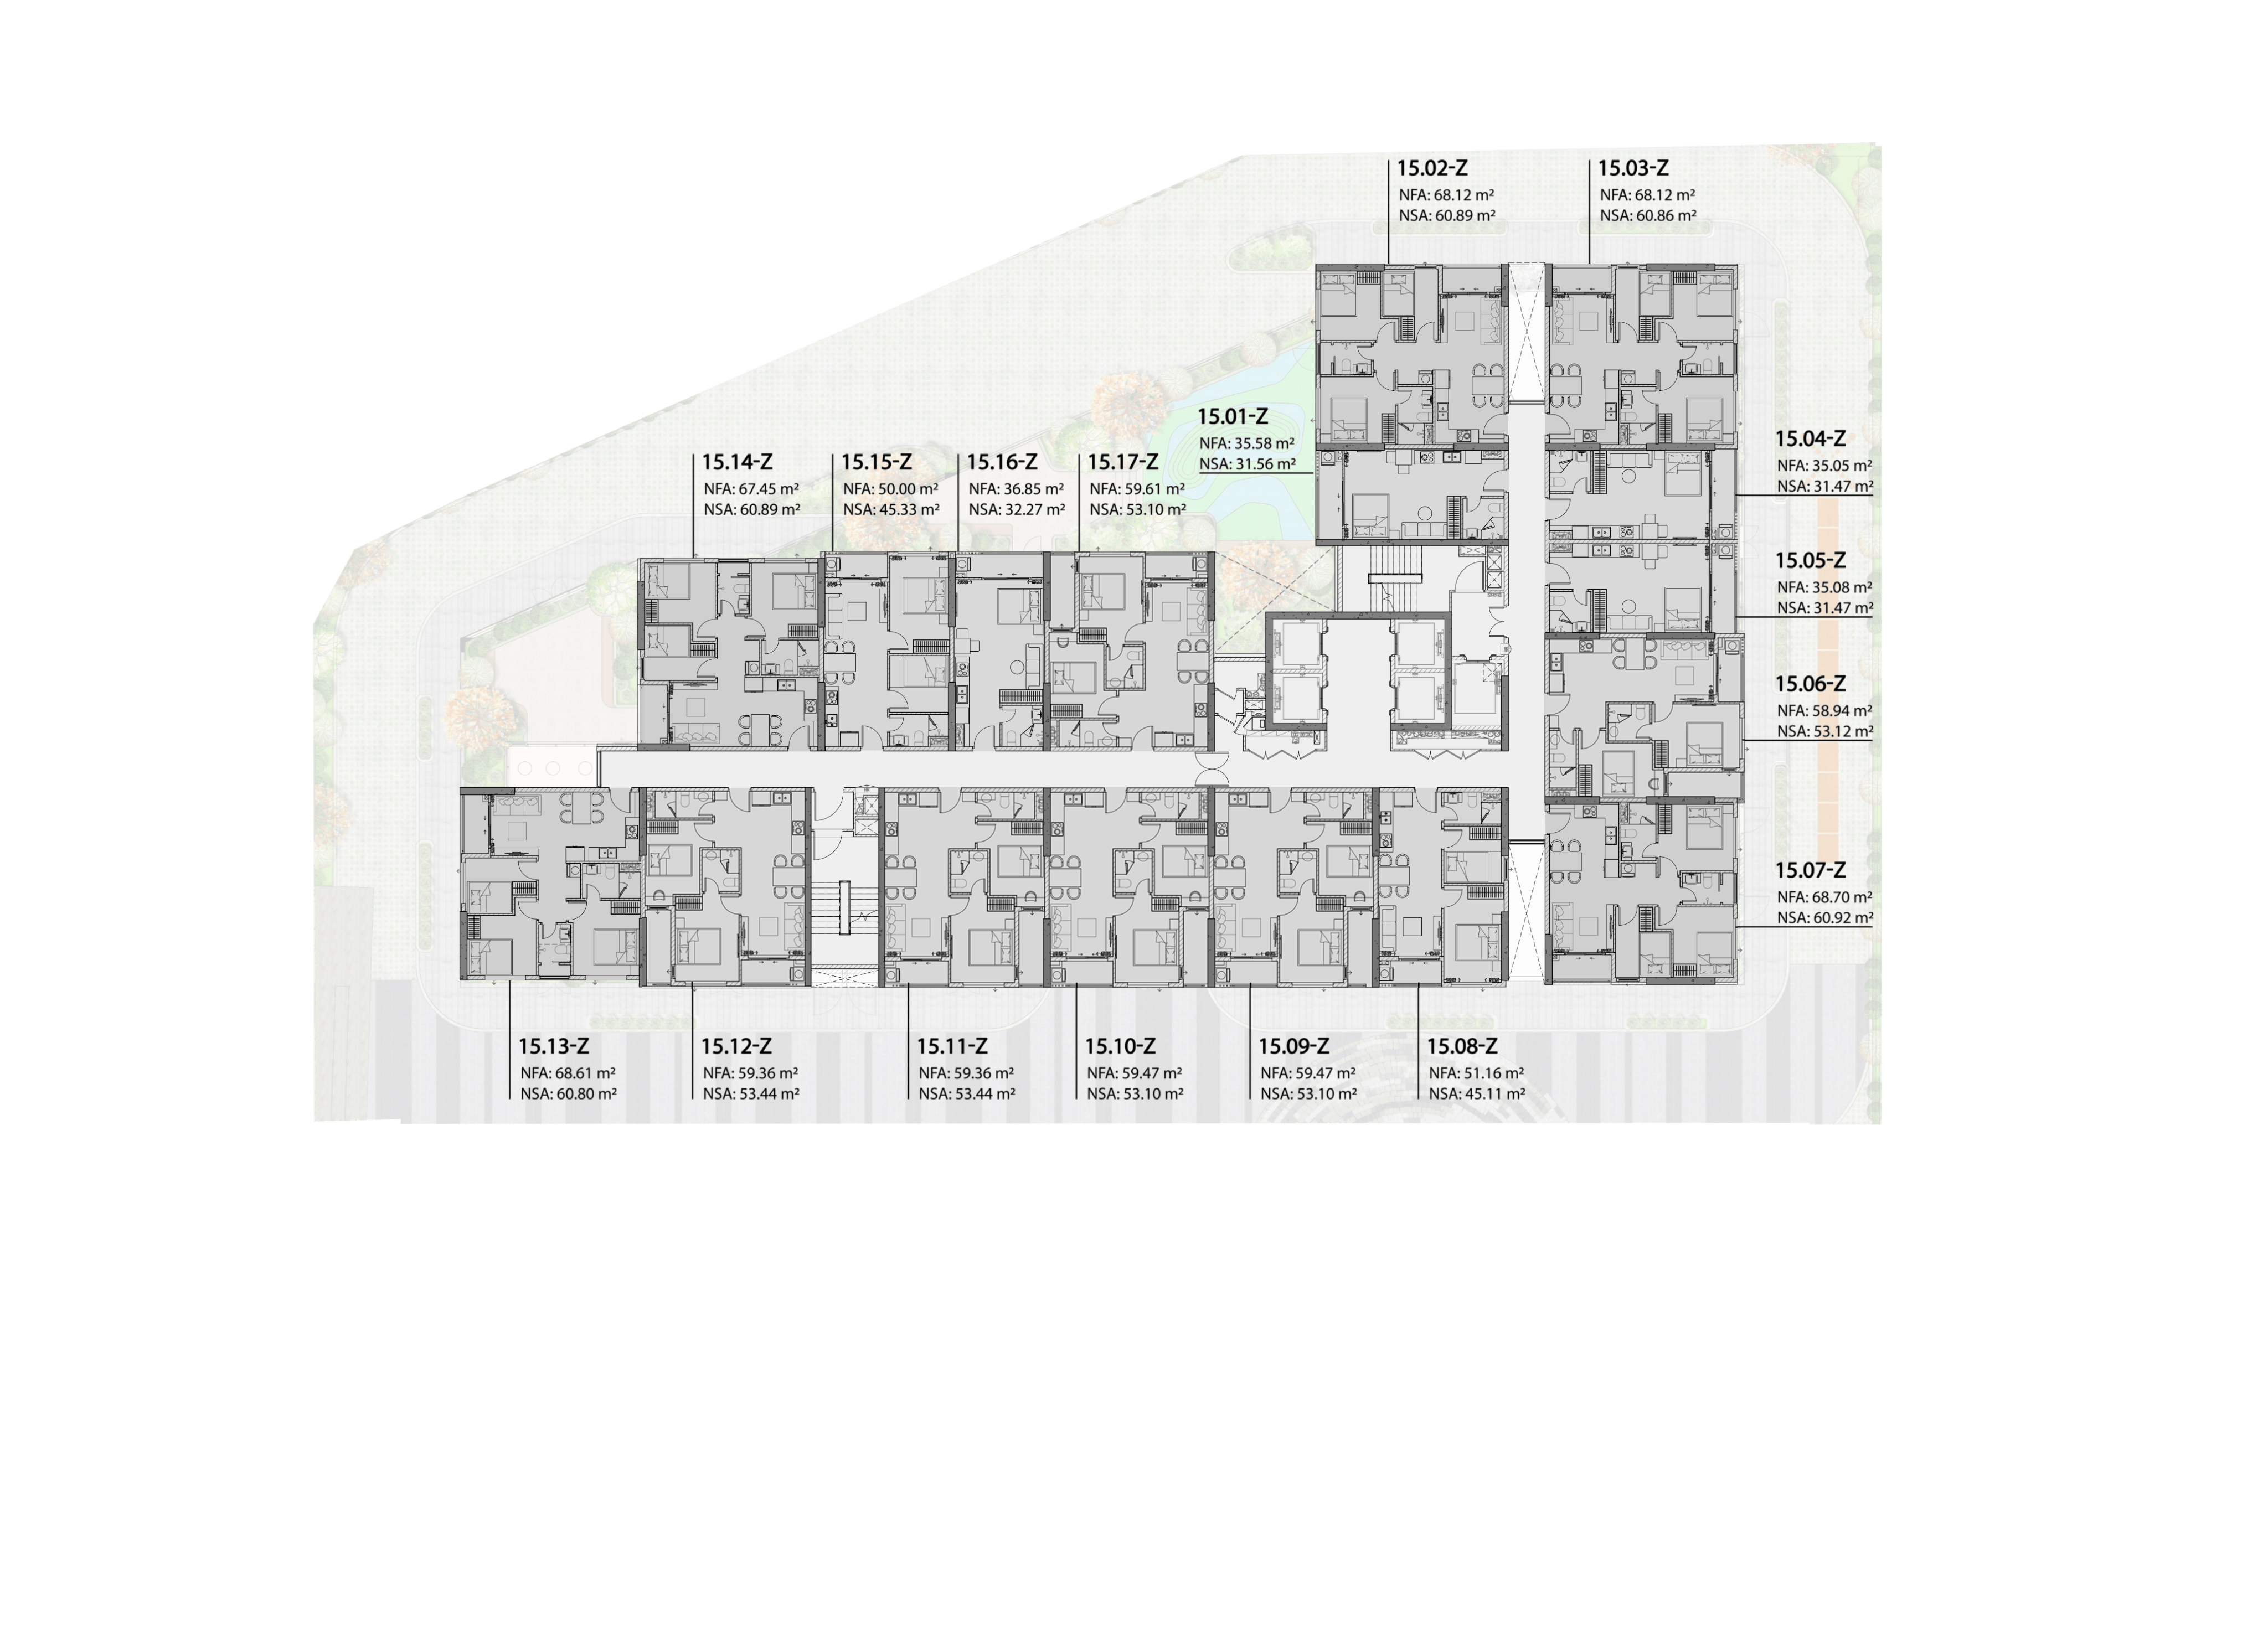 15.02-Z
NFA: 68.12 m²
NSA: 60.89 m²
15.03-Z
NFA: 68.12 m²
NSA: 60.86 m²
15.01-Z
NFA: 35.58 m²
NSA: 31.56 m²
15.04-Z
NFA: 35.05 m²
NSA: 31.47 m²
15.14-Z
NFA: 67.45 m²
NSA: 60.89 m²
15.15-Z
NFA: 50.00 m²
NSA: 45.33 m²
15.16-Z
NFA: 36.85 m²
NSA: 32.27 m²
15.17-Z
NFA: 59.61 m²
NSA: 53.10 m²
15.05-Z
NFA: 35.08 m²
NSA: 31.47 m²
15.06-Z
NFA: 58.94 m²
NSA: 53.12 m²
15.07-Z
NFA: 68.70 m²
NSA: 60.92 m²
15.13-Z
NFA: 68.61 m²
NSA: 60.80 m²
15.12-Z
NFA: 59.36 m²
NSA: 53.44 m²
15.11-Z
NFA: 59.36 m²
NSA: 53.44 m²
15.10-Z
NFA: 59.47 m²
NSA: 53.10 m²
15.09-Z
NFA: 59.47 m²
NSA: 53.10 m²
15.08-Z
NFA: 51.16 m²
NSA: 45.11 m²